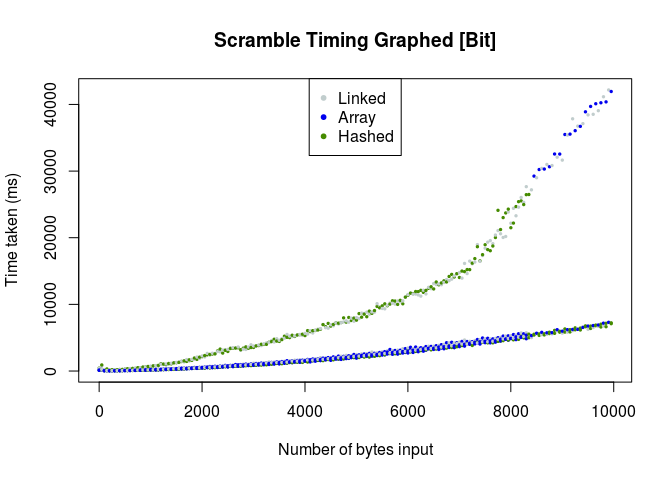 Scramble Timing Graphed [Bit]
Linked
Array
Hashed
Time taken (ms)
40000
30000
20000
10000
0
0 2000 4000 6000 8000 10000
Number of bytes input